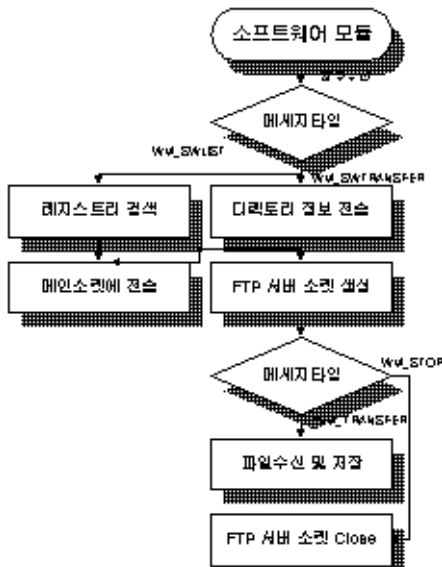 소프트웨어 모듈
메세지타입
WM_SWLIST
WM_SWTRANSFER
레지스트리 검색
디렉토리 정보 전송
메인소켓에 전송
FTP 서버 소켓 생성
메세지타입
WM_STOP
WM_TRANSFER
파일수신 및 저장
FTP 서버 소켓 Close